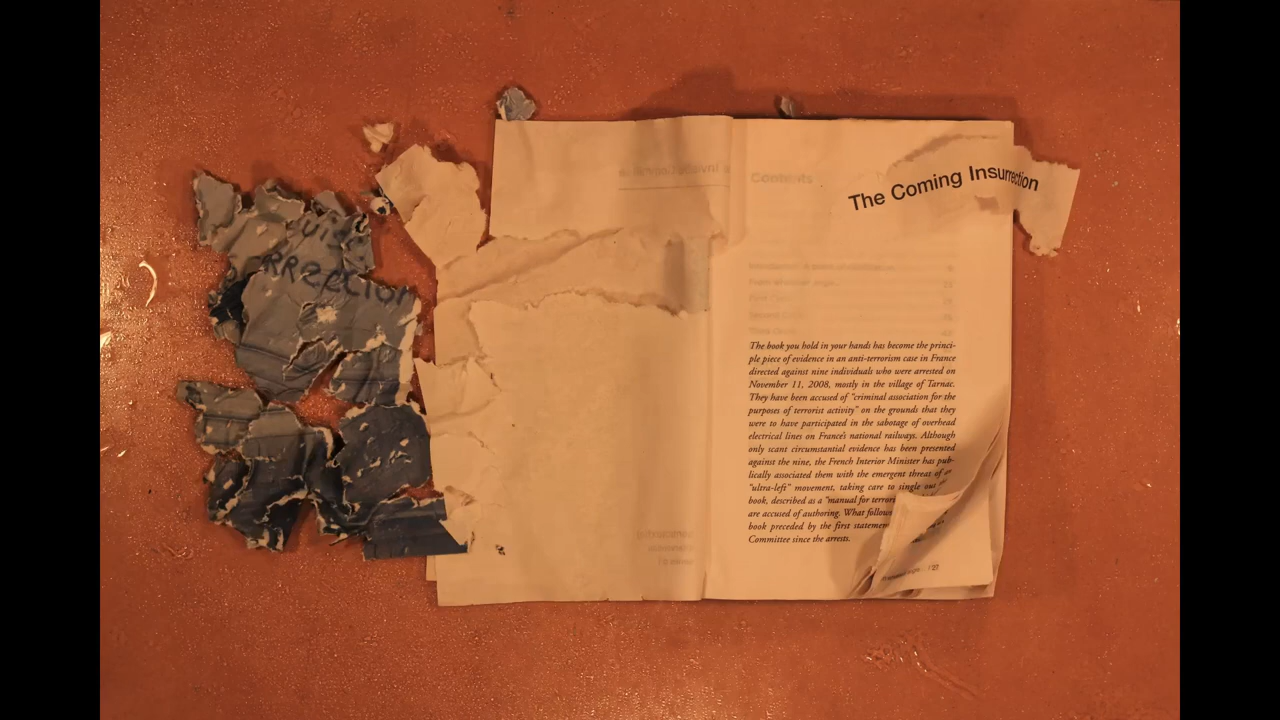 RRECTION
Contents
The Coming Insurrection
The book you hold in your hands has become the princi-
ple piece of evidence in an anti-terrorism case in France
directed against nine individuals who were arrested on
November 11, 2008, mostly in the village of Tarnac.
They have been accused of "criminal association for the
purposes of terrorist activity" on the grounds that they
were to have participated in the sabotage of overhead
electrical lines on France's national railways. Although
only scant circumstantial evidence has been presented
against the nine, the French Interior Minister has pub-
licly associated them with the emergent threat of an
"ultra-left" movement, taking care to single out
book, described as a "manual for terrori
are accused of authoring. What follows
book preceded by the first statement
Committee since the arrests.
27